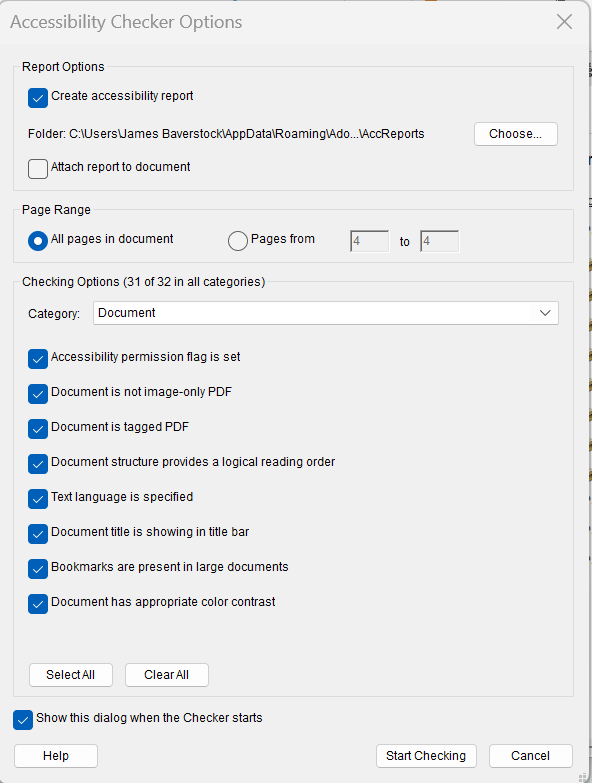 Accessibility Checker Options
Report Options
Create accessibility report
Folder: C:\Users\James Baverstock\AppData\Roaming\Ado...\AccReports
Choose...
Attach report to document
Page Range
All pages in document
Pages from
4
to
4
Checking Options (31 of 32 in all categories)
Category:
Document
Accessibility permission flag is set
Document is not image-only PDF
Document is tagged PDF
Document structure provides a logical reading order
Text language is specified
Document title is showing in title bar
Bookmarks are present in large documents
Document has appropriate color contrast
Select All
Clear All
Show this dialog when the Checker starts
Help
Start Checking
Cancel